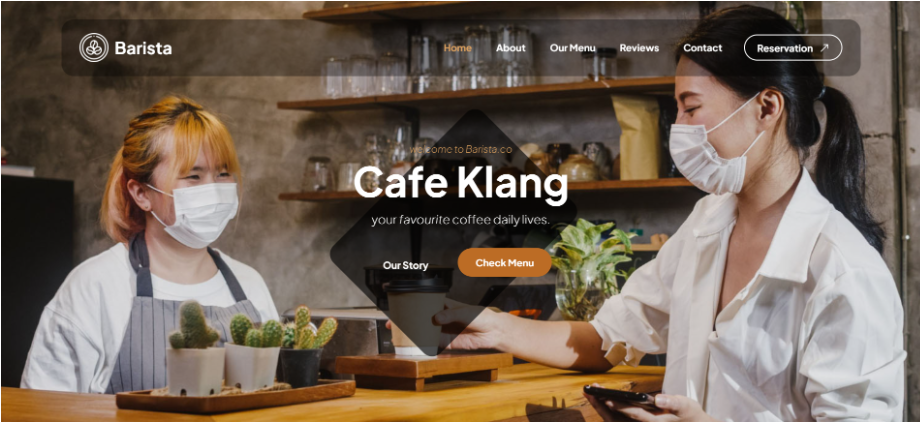 Barista
Home About Our Menu Reviews Contact Reservation
welcome to Barista.co
Cafe Klang
your favourite coffee daily lives.
Our Story Check Menu